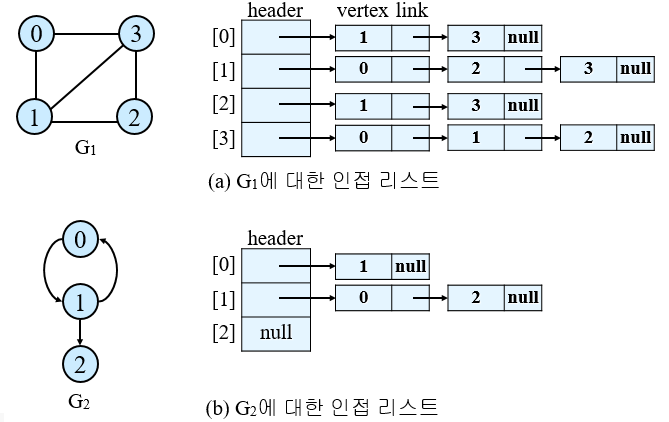 header vertex link
0 3
[0] 1 3 null
[1] 0 2 3 null
1 2
[2] 1 3 null
[3] 0 1 2 null
G1
(a) G1에 대한 인접 리스트
header
0
[0] 1 null
1
[1] 0 2 null
[2] null
2
G2
(b) G2에 대한 인접 리스트